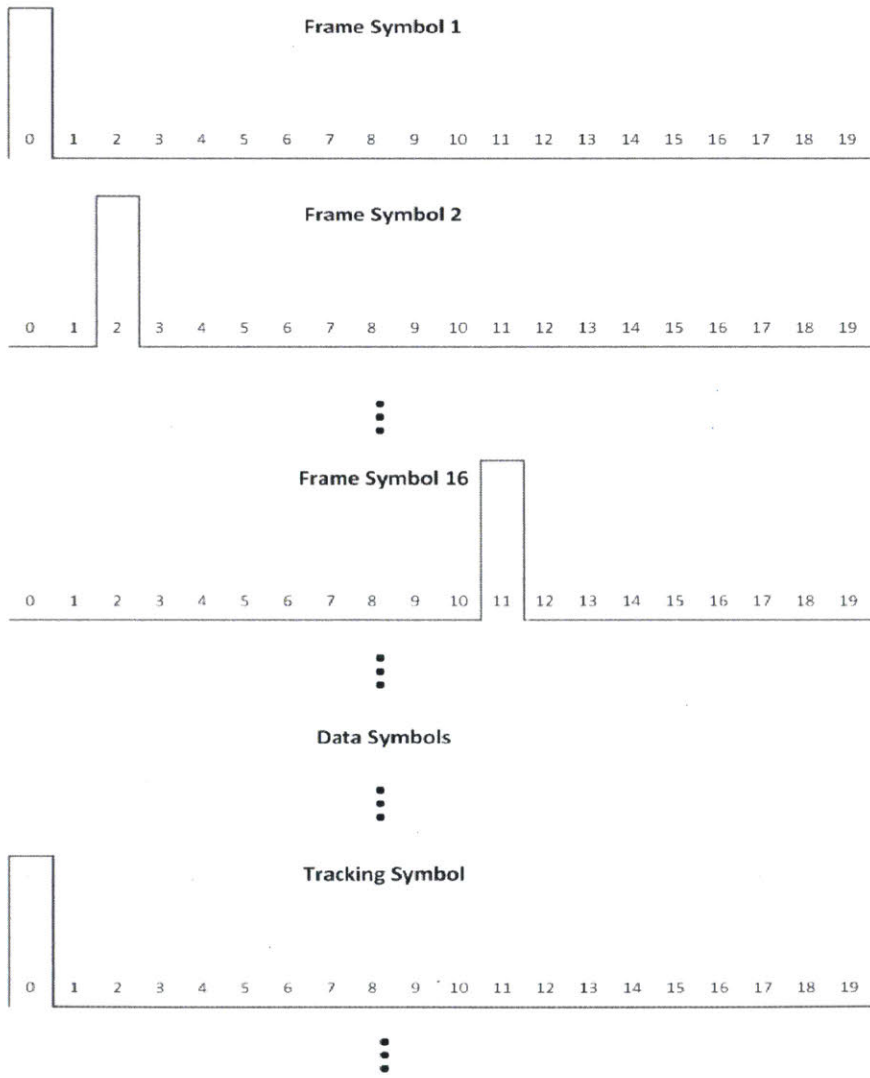 Frame Symbol 1
0 1 2 3 4 5 6 7 8 9 10 11 12 13 14 15 16 17 18 19
Frame Symbol 2
0 1 2 3 4 5 6 7 8 9 10 11 12 13 14 15 16 17 18 19
Frame Symbol 16
0 1 2 3 4 5 6 7 8 9 10 11 12 13 14 15 16 17 18 19
Data Symbols
Tracking Symbol
0 1 2 3 4 5 6 7 8 9 10 11 12 13 14 15 16 17 18 19